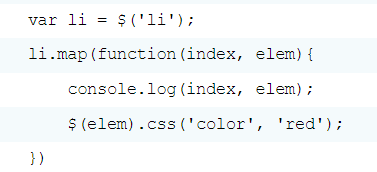 var li = $('li');
li.map(function(index, elem){
    console.log(index, elem);
    $(elem).css('color', 'red');
})